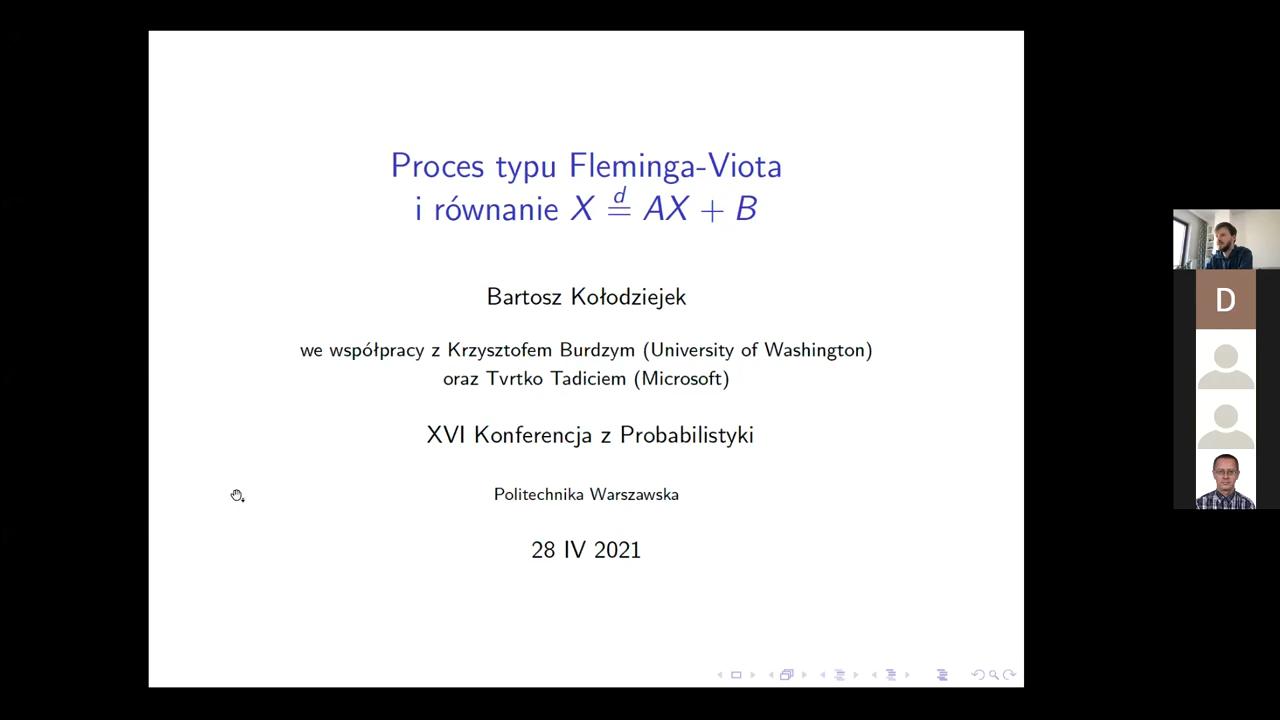 Proces typu Fleminga-Viota
i równanie X d= AX + B
Bartosz Kołodziejek
we współpracy z Krzysztofem Burdzym (University of Washington)
oraz Tvrtko Tadiciem (Microsoft)
XVI Konferencja z Probabilistyki
Politechnika Warszawska
28 IV 2021
D